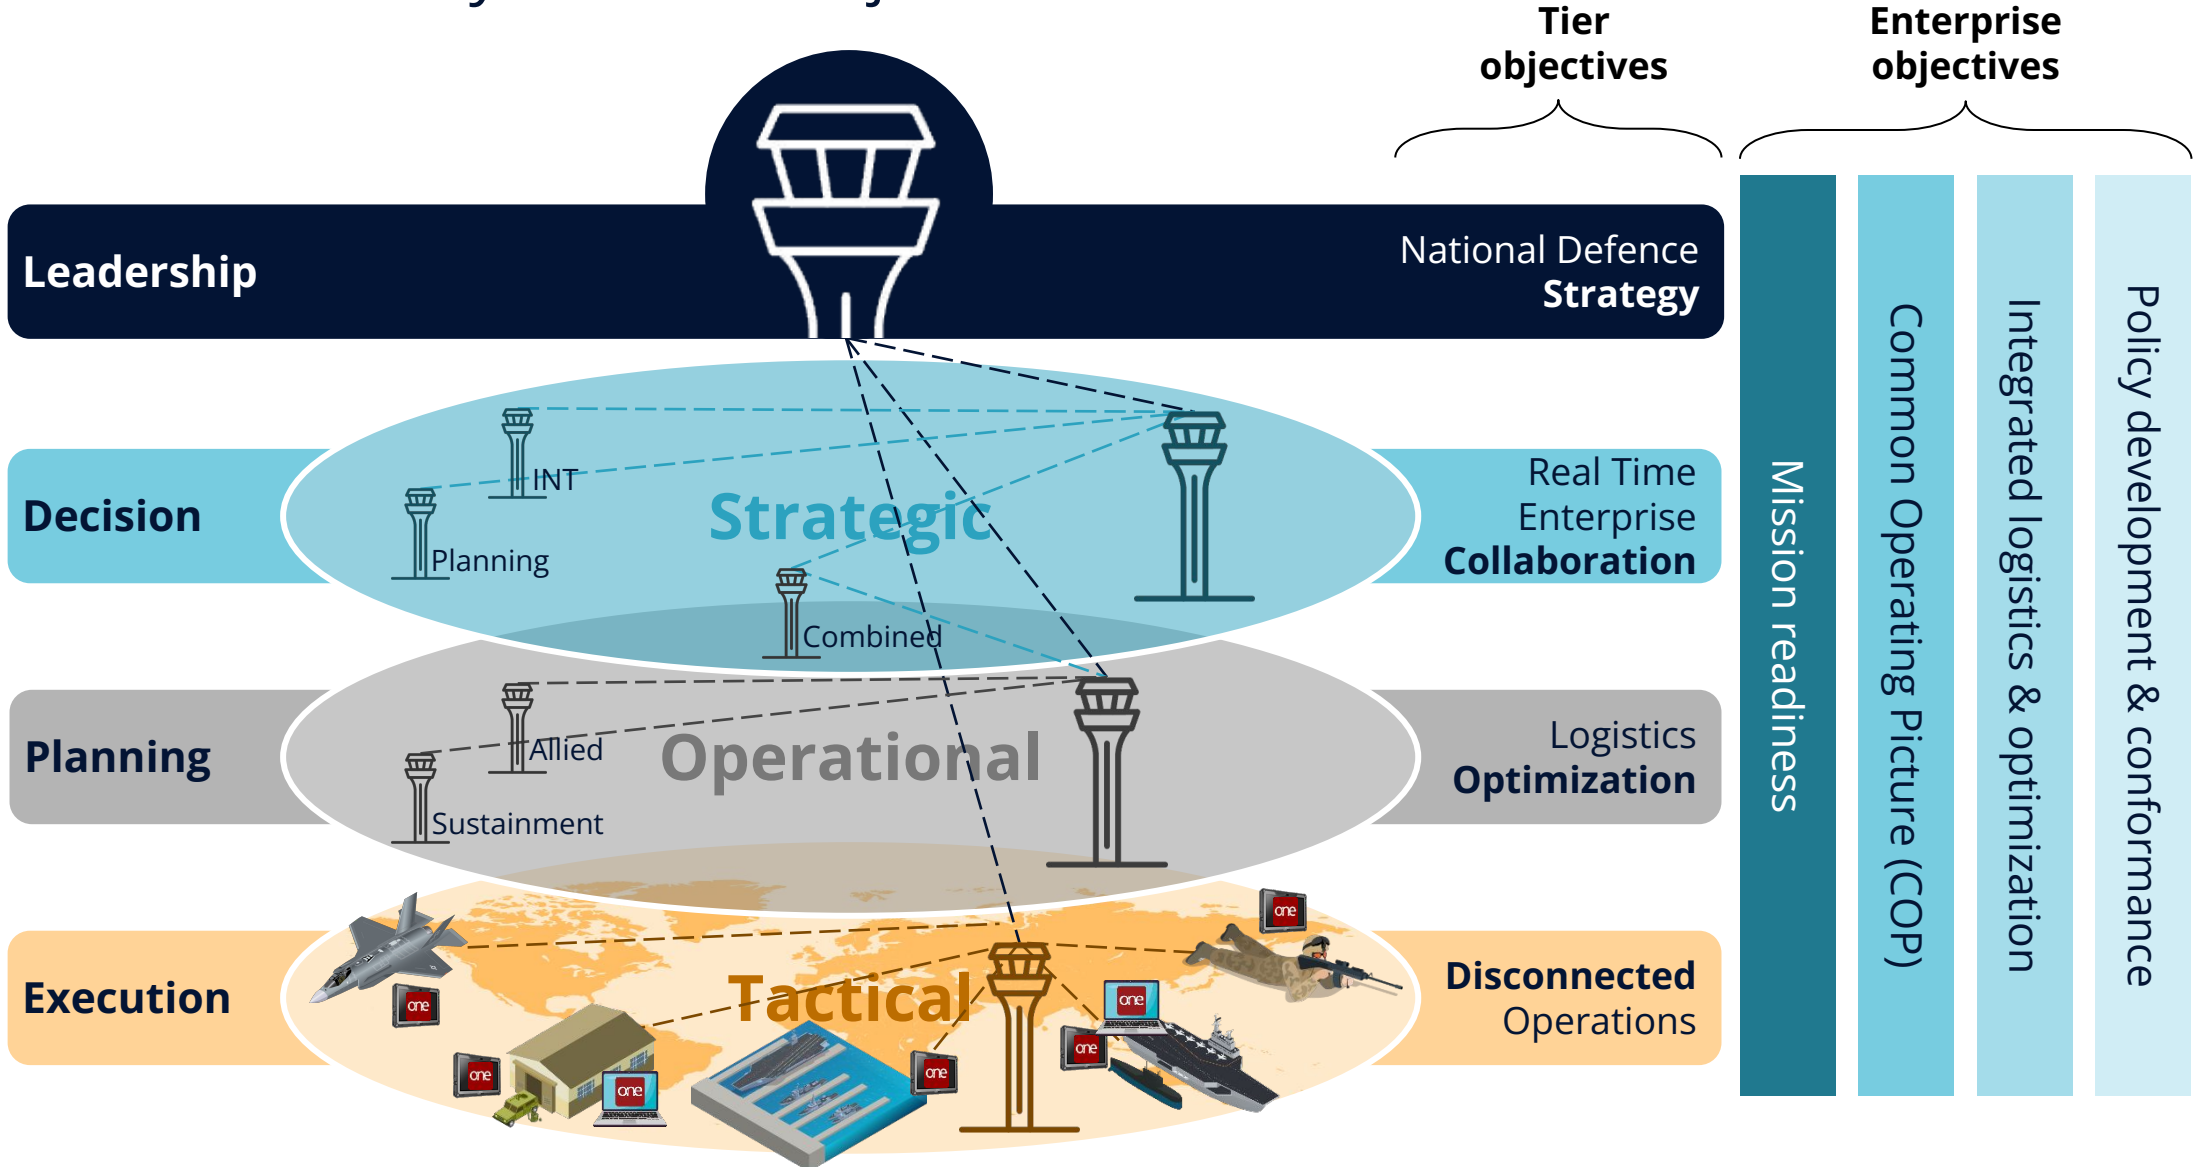 Tier
objectives
Enterprise
objectives
Leadership
National Defence
Strategy
Decision
INT
Planning
Strategic
Combined
Real Time
Enterprise
Collaboration
Planning
Allied
Sustainment
Operational
Logistics
Optimization
Execution
Tactical
one
one
one
one
one
one
one
Disconnected
Operations
Mission readiness
Common Operating Picture (COP)
Integrated logistics & optimization
Policy development & conformance